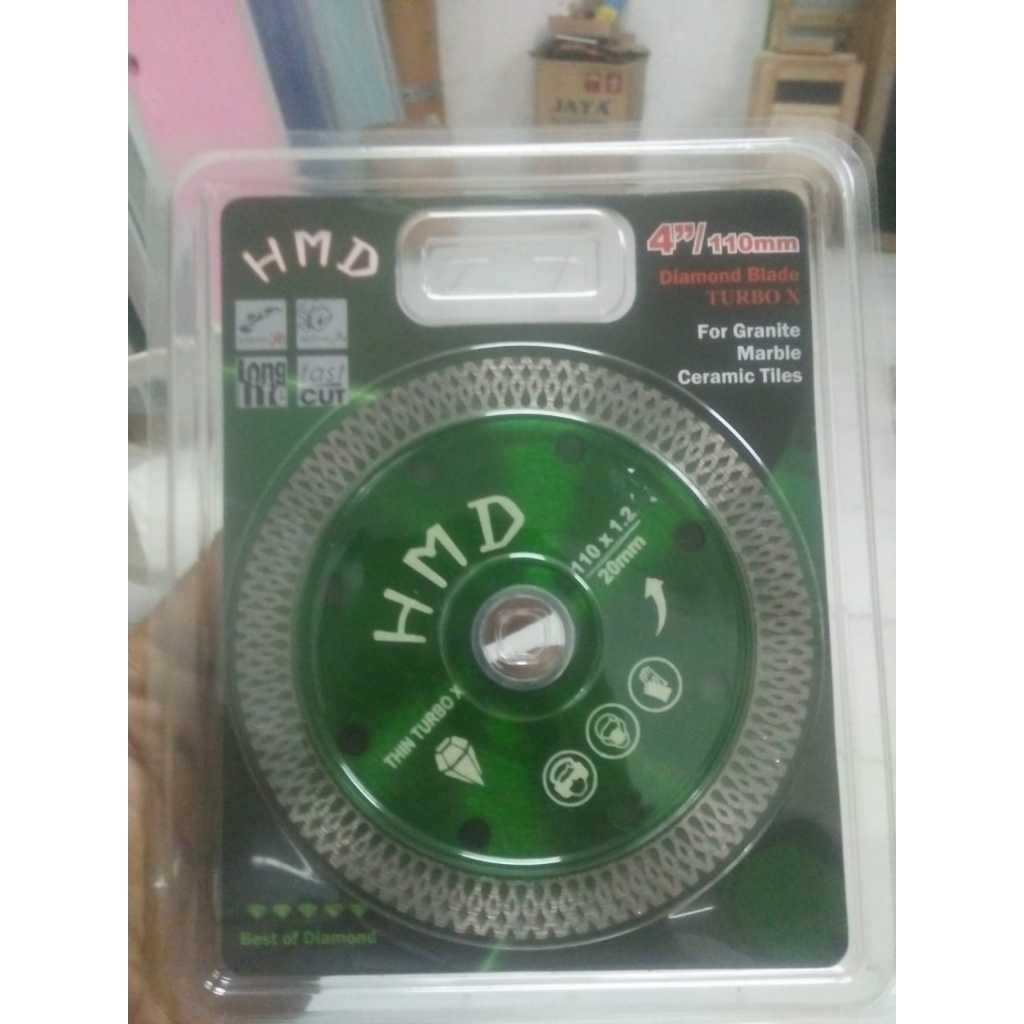 JAYA
HMD
4”/110mm
Diamond Blade
TURBO X
For Granite
Marble
Ceramic Tiles
Long
Life
fast
CUT
HMD
110 x 1.2
20mm
THIN TURBO X
Best of Diamond